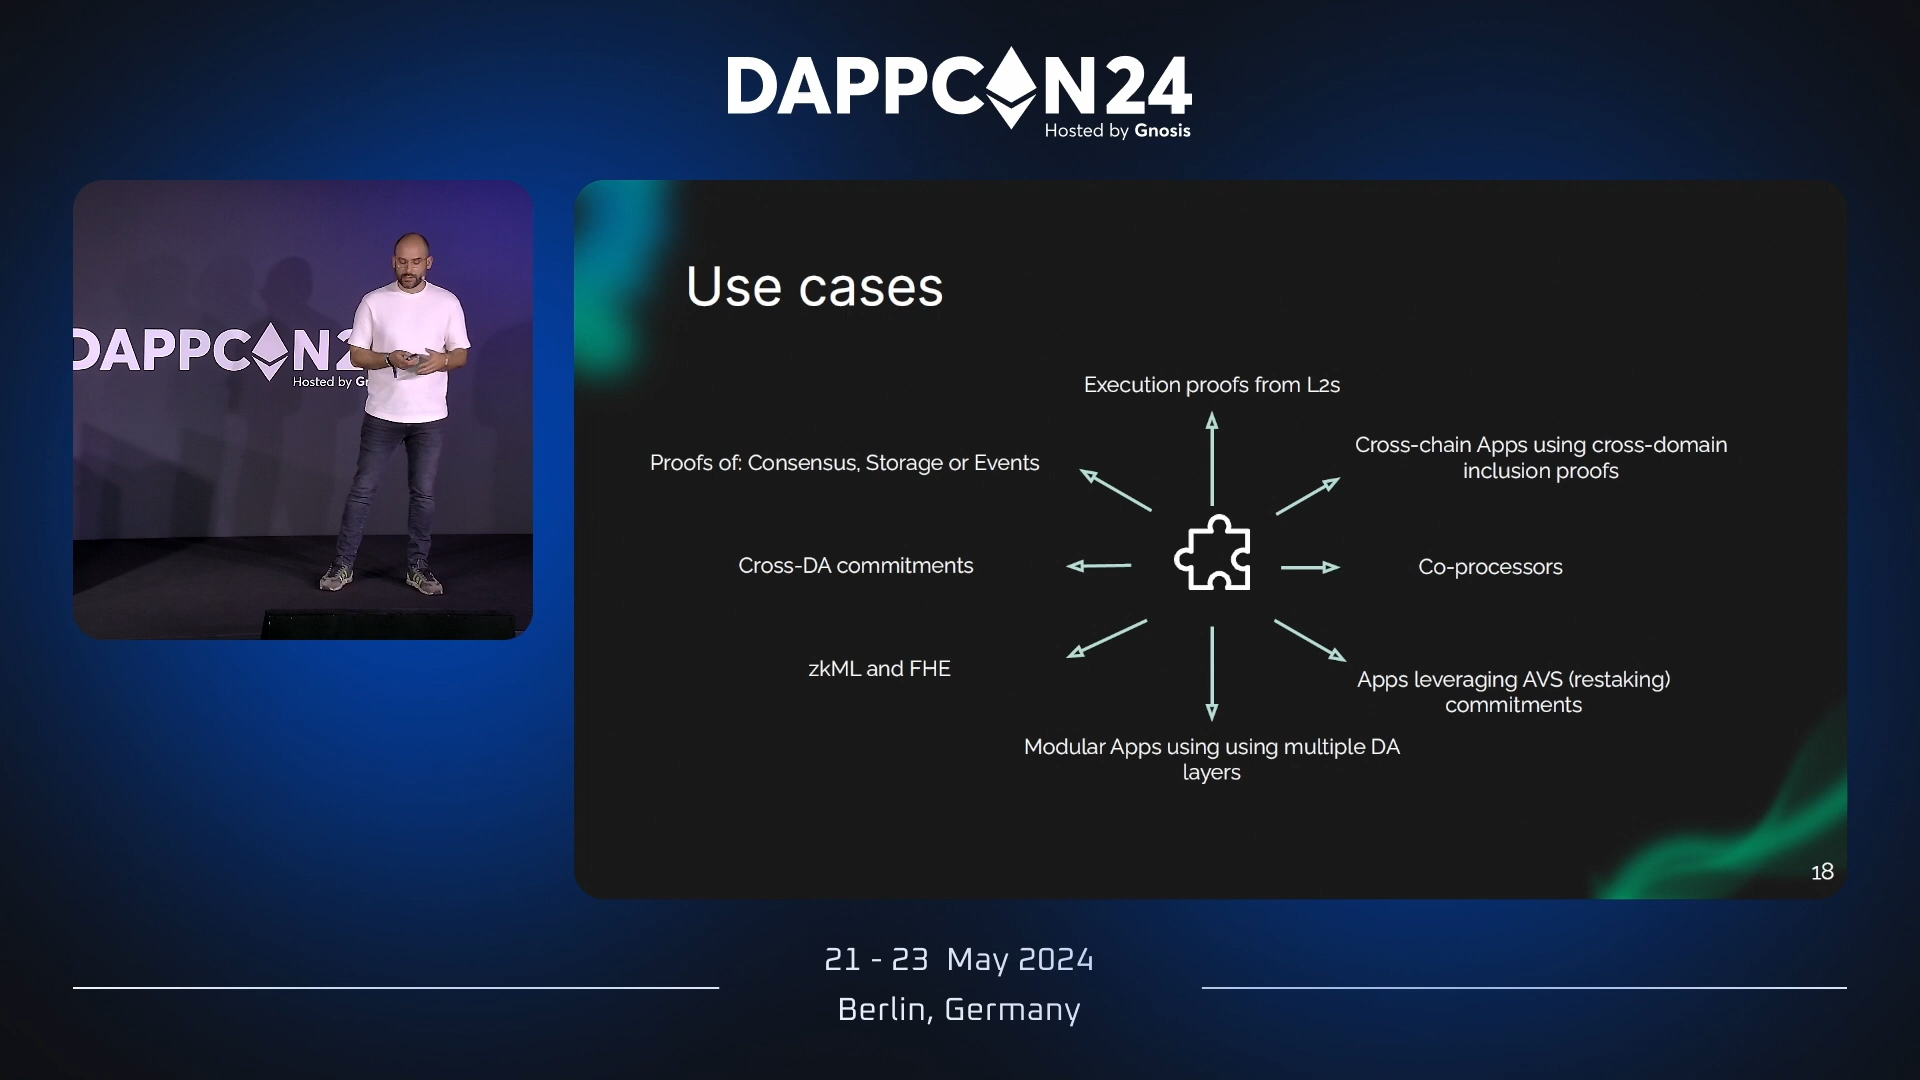 DAPPCON24
Hosted by Gnosis
DAPPCON2
Hosted by Gn
Use cases
Execution proofs from L2s
Proofs of: Consensus, Storage or Events
Cross-chain Apps using cross-domain
inclusion proofs
Cross-DA commitments
Co-processors
zkML and FHE
Apps leveraging AVS (restaking)
commitments
Modular Apps using using multiple DA
layers
18
21 - 23 May 2024
Berlin, Germany